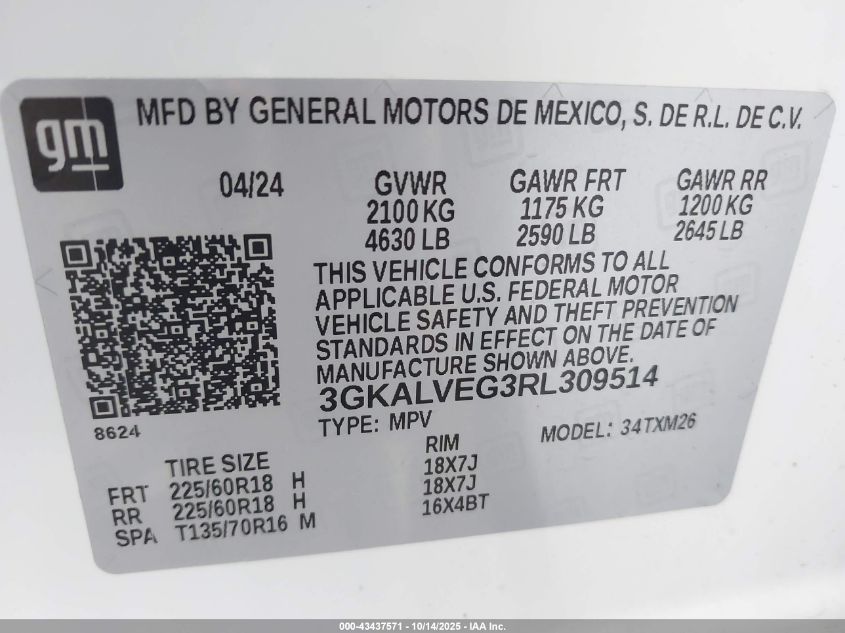 gm
MFD BY GENERAL MOTORS DE MEXICO, S. DE R.L. DE C.V.
04/24 GVWR GAWR FRT GAWR RR
2100 KG 1175 KG 1200 KG
4630 LB 2590 LB 2645 LB
THIS VEHICLE CONFORMS TO ALL
APPLICABLE U.S. FEDERAL MOTOR
VEHICLE SAFETY AND THEFT PREVENTION
STANDARDS IN EFFECT ON THE DATE OF
MANUFACTURE SHOWN ABOVE.
3GKALVEG3RL309514
8624 TYPE: MPV MODEL: 34TXM26
TIRE SIZE RIM
FRT 225/60R18 H 18X7J
RR 225/60R18 H 18X7J
SPA T135/70R16 M 16X4BT
000-43437571 - 10/14/2025 - IAA Inc.